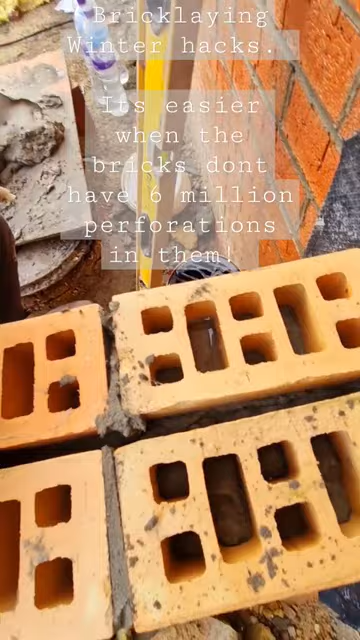 Bricklaying
Winter hacks.
Its easier
when the
bricks dont
have 6 million
perforations
in them!